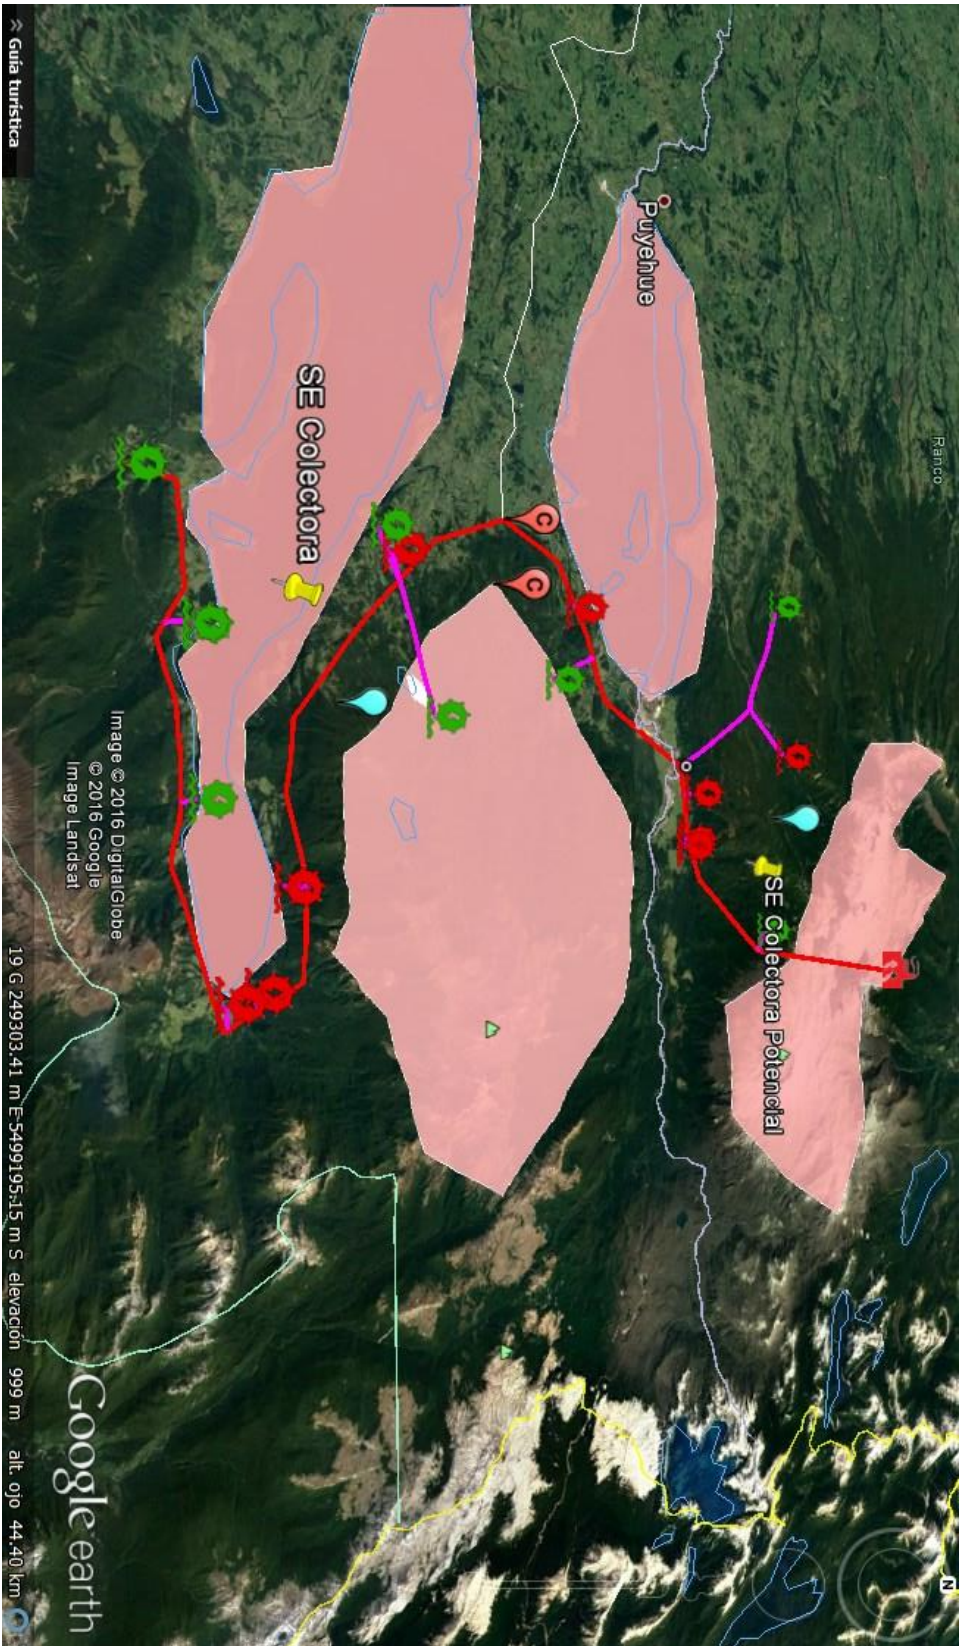 Ranco
Puyehue
SE Colectora
C
C
SE Colectora Potencial
Image © 2016 DigitalGlobe
© 2016 Google
Image Landsat
Guía turística
19 G 249303.41 m E 5499195.15 m S elevación 999 m alt. ojo 44.40 km
Google earth
N